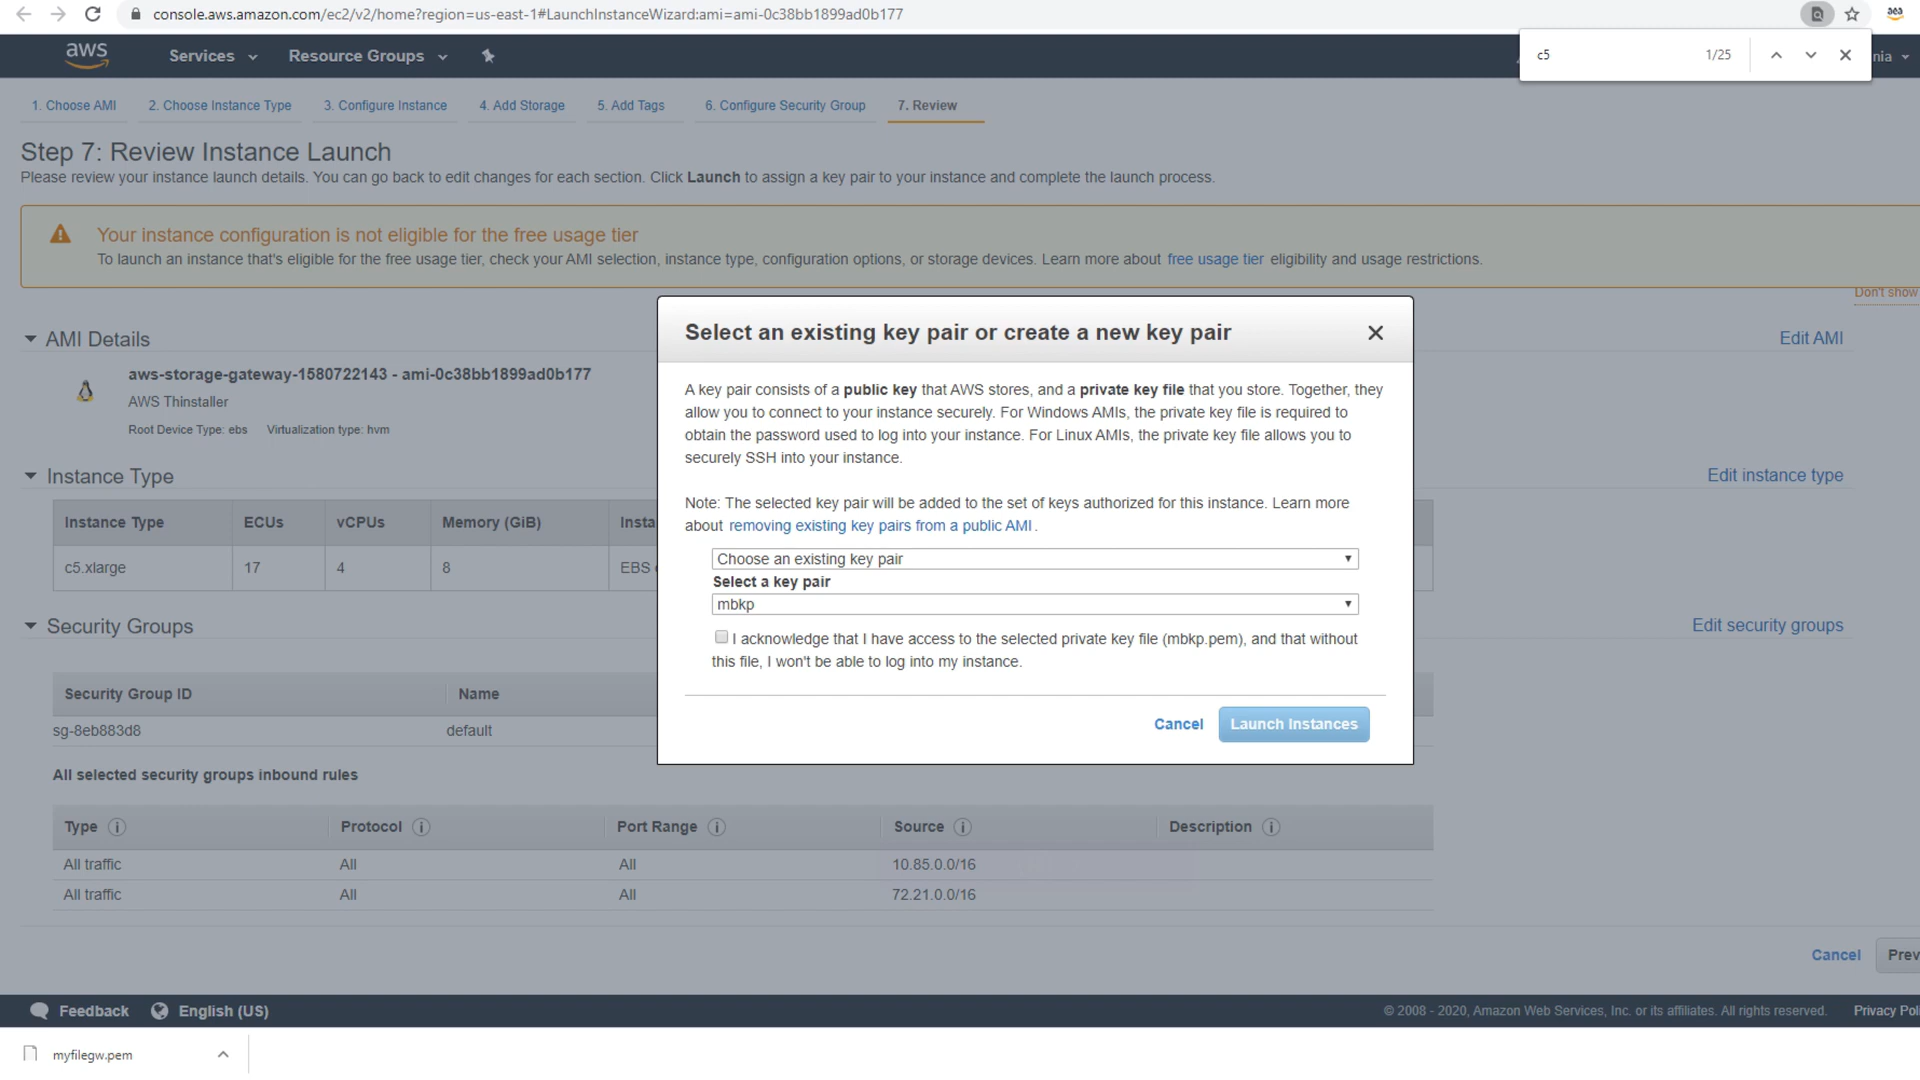 console.aws.amazon.com/ec2/v2/home?region=us-east-1#LaunchInstanceWizard:ami=ami-0c38bb1899ad0b177
c5 1/25
aws Services Resource Groups nia
1. Choose AMI 2. Choose Instance Type 3. Configure Instance 4. Add Storage 5. Add Tags 6. Configure Security Group 7. Review
Step 7: Review Instance Launch
Please review your instance launch details. You can go back to edit changes for each section. Click Launch to assign a key pair to your instance and complete the launch process.
Your instance configuration is not eligible for the free usage tier
To launch an instance that's eligible for the free usage tier, check your AMI selection, instance type, configuration options, or storage devices. Learn more about free usage tier eligibility and usage restrictions.
Don't show
AMI Details Edit AMI
aws-storage-gateway-1580722143 - ami-0c38bb1899ad0b177
AWS Thinstaller
Root Device Type: ebs Virtualization type: hvm
Instance Type Edit instance type
Instance Type ECUs vCPUs Memory (GiB) Insta
c5.xlarge 17 4 8 EBS
Security Groups Edit security groups
Security Group ID Name
sg-8eb883d8 default
All selected security groups inbound rules
Type Protocol Port Range Source Description
All traffic All All 10.85.0.0/16
All traffic All All 72.21.0.0/16
Select an existing key pair or create a new key pair
A key pair consists of a public key that AWS stores, and a private key file that you store. Together, they
allow you to connect to your instance securely. For Windows AMIs, the private key file is required to
obtain the password used to log into your instance. For Linux AMIs, the private key file allows you to
securely SSH into your instance.
Note: The selected key pair will be added to the set of keys authorized for this instance. Learn more
about removing existing key pairs from a public AMI.
Choose an existing key pair
Select a key pair
mbkp
I acknowledge that I have access to the selected private key file (mbkp.pem), and that without
this file, I won't be able to log into my instance.
Cancel Launch Instances
Cancel Prev
Feedback English (US) © 2008 - 2020, Amazon Web Services, Inc. or its affiliates. All rights reserved. Privacy Poli
myfilegw.pem